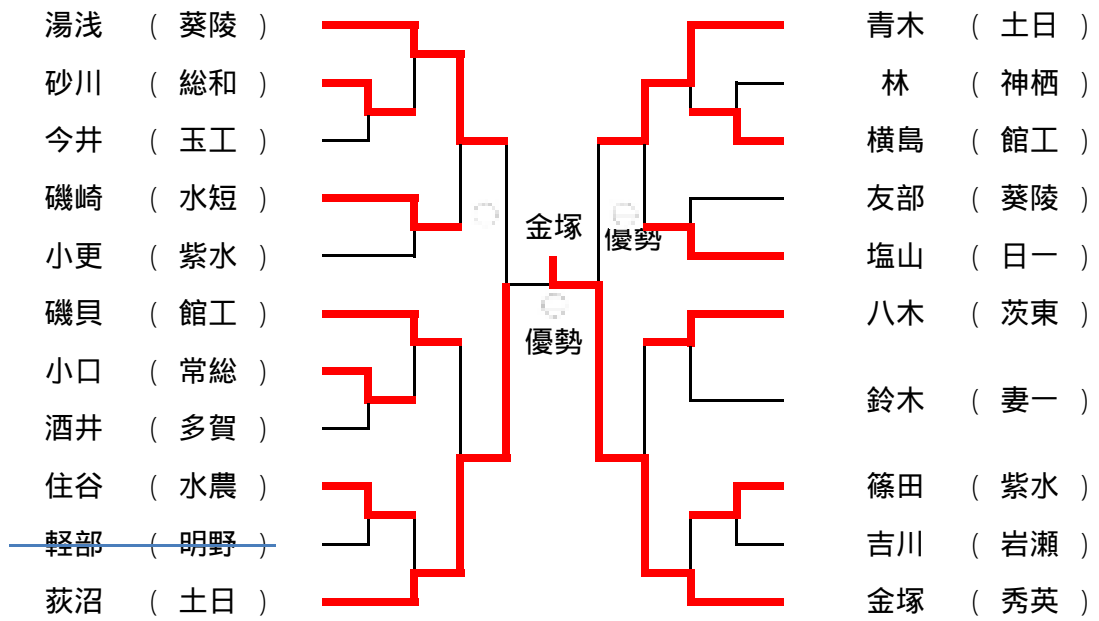 湯浅 ( 葵陵 )
砂川 ( 総和 )
今井 ( 玉工 )
磯崎 ( 水短 )
小更 ( 紫水 )
磯貝 ( 館工 )
小口 ( 常総 )
酒井 ( 多賀 )
住谷 ( 水農 )
軽部 ( 明野 )
荻沼 ( 土日 )
金塚
優勢
優勢
青木 ( 土日 )
林 ( 神栖 )
横島 ( 館工 )
友部 ( 葵陵 )
塩山 ( 日一 )
八木 ( 茨東 )
鈴木 ( 妻一 )
篠田 ( 紫水 )
吉川 ( 岩瀬 )
金塚 ( 秀英 )